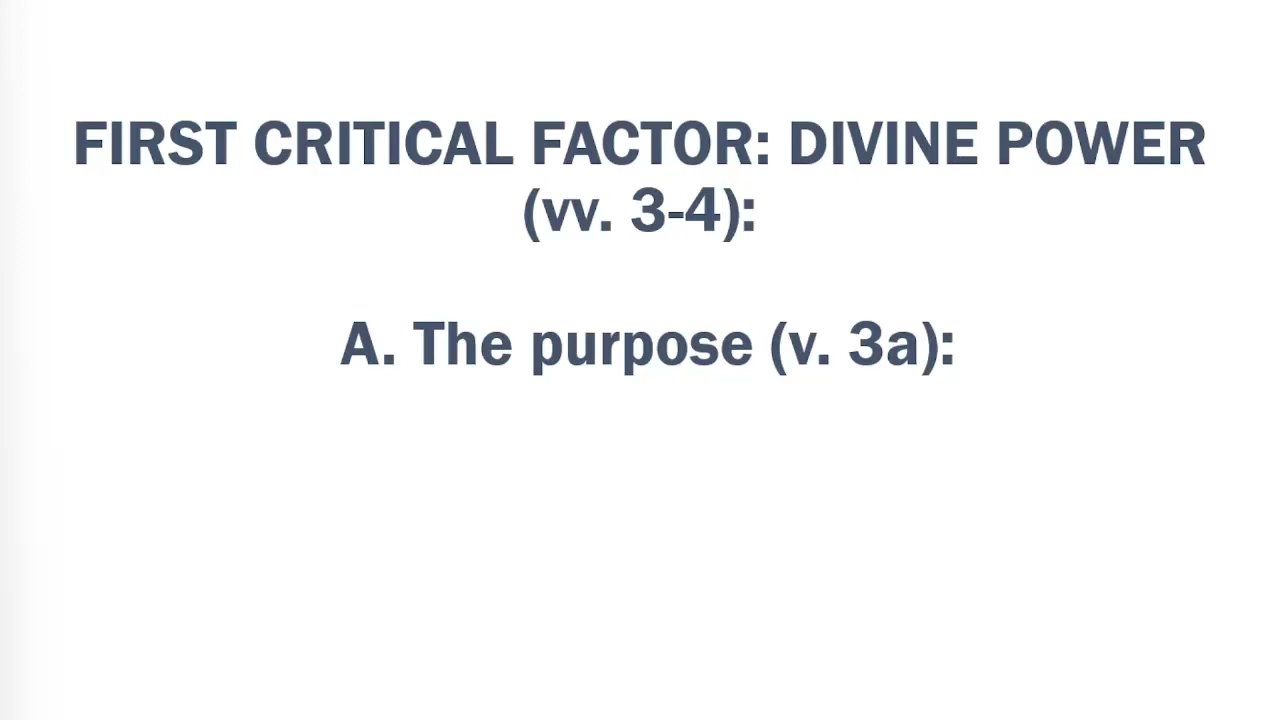 FIRST CRITICAL FACTOR: DIVINE POWER
(vv. 3-4):
A. The purpose (v. 3a):